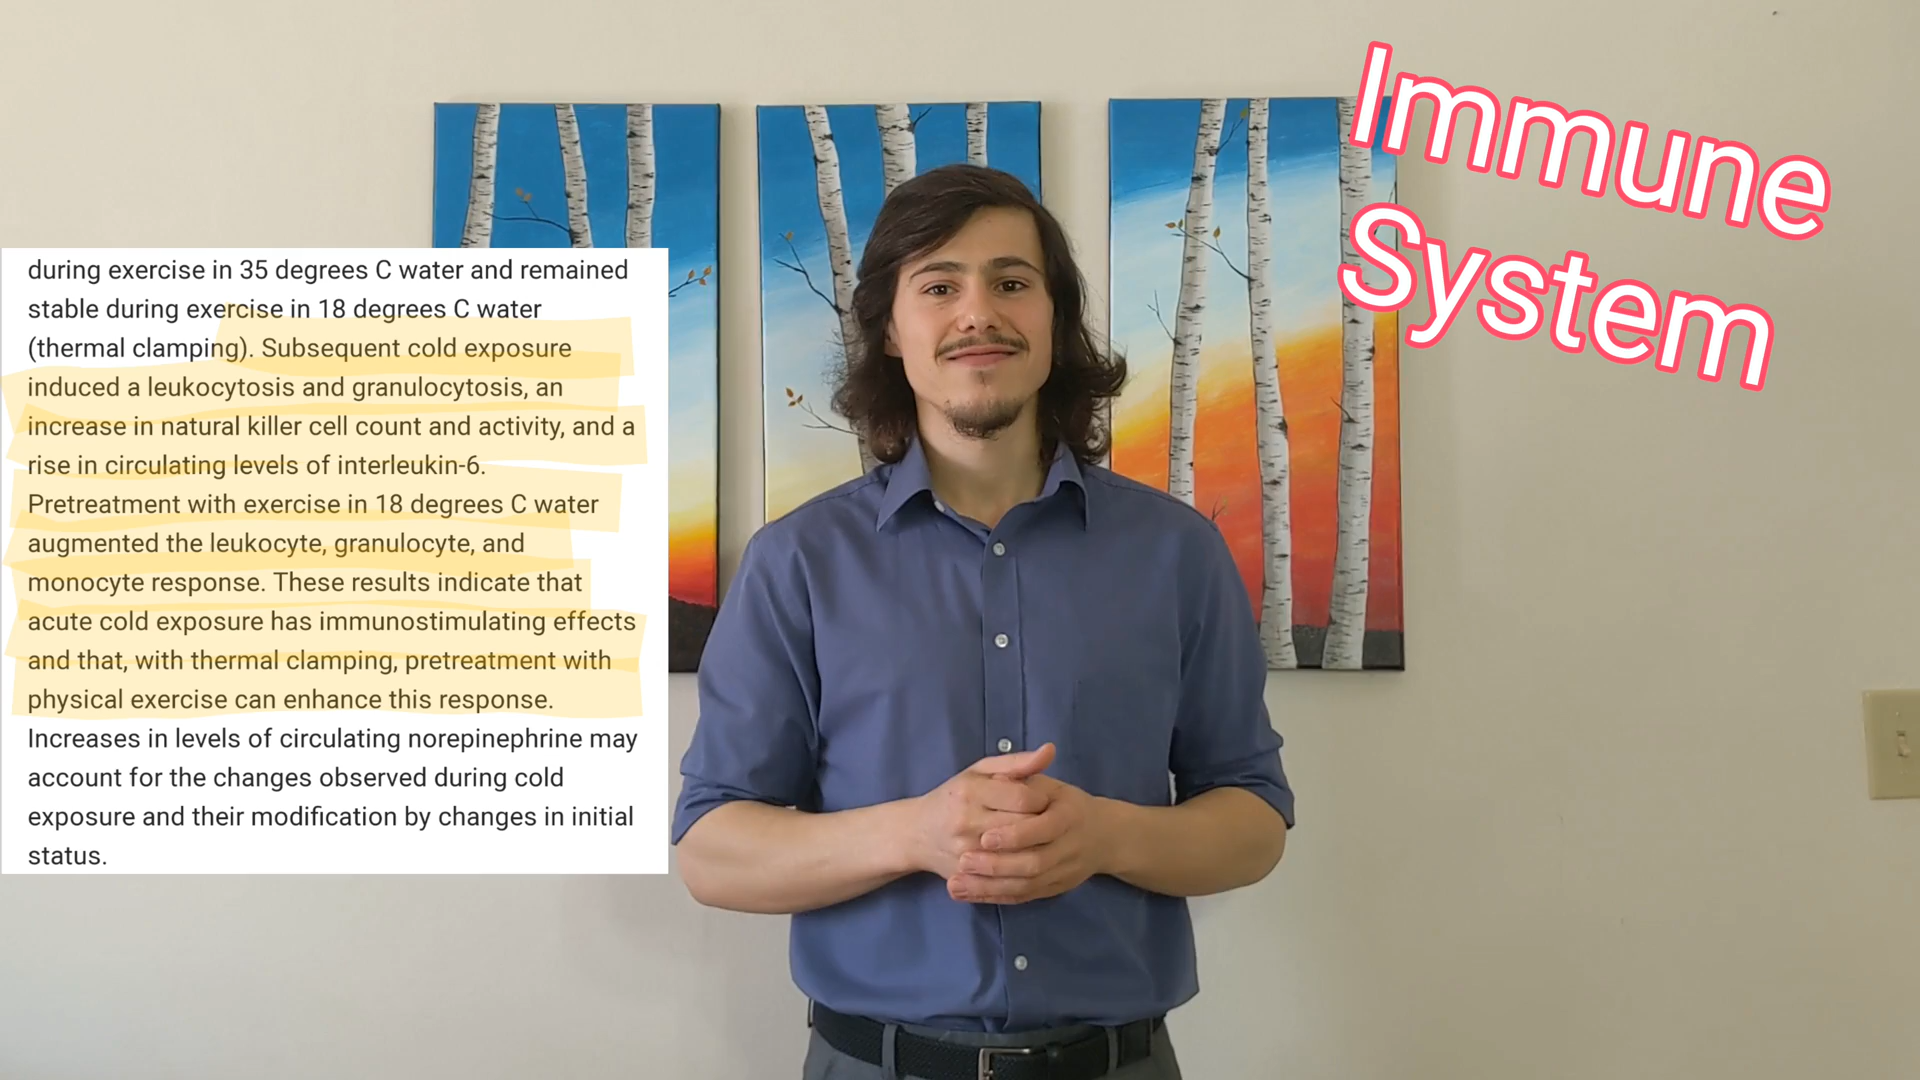 during exercise in 35 degrees C water and remained
stable during exercise in 18 degrees C water
(thermal clamping). Subsequent cold exposure
induced a leukocytosis and granulocytosis, an
increase in natural killer cell count and activity, and a
rise in circulating levels of interleukin-6.
Pretreatment with exercise in 18 degrees C water
augmented the leukocyte, granulocyte, and
monocyte response. These results indicate that
acute cold exposure has immunostimulating effects
and that, with thermal clamping, pretreatment with
physical exercise can enhance this response.
Increases in levels of circulating norepinephrine may
account for the changes observed during cold
exposure and their modification by changes in initial
status.
Immune
System